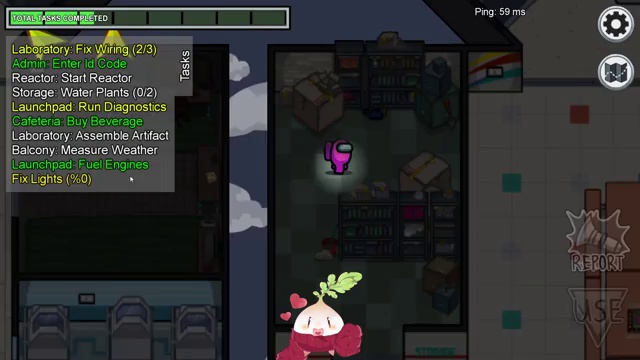 TOTAL TASKS COMPLETED
Ping: 59 ms
Tasks
Laboratory: Fix Wiring (2/3)
Admin: Enter Id Code
Reactor: Start Reactor
Storage: Water Plants (0/2)
Launchpad: Run Diagnostics
Cafeteria: Buy Beverage
Laboratory: Assemble Artifact
Balcony: Measure Weather
Launchpad: Fuel Engines
Fix Lights (%0)
REPORT
USE